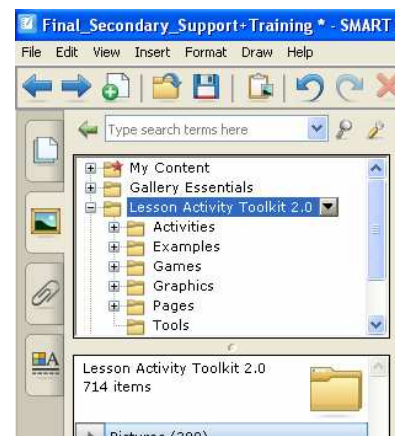 Final_Secondary_Support+Training * - SMART
File Edit View Insert Format Draw Help
Type search terms here
My Content
Gallery Essentials
Lesson Activity Toolkit 2.0
Activities
Examples
Games
Graphics
Pages
Tools
A
Lesson Activity Toolkit 2.0
714 items